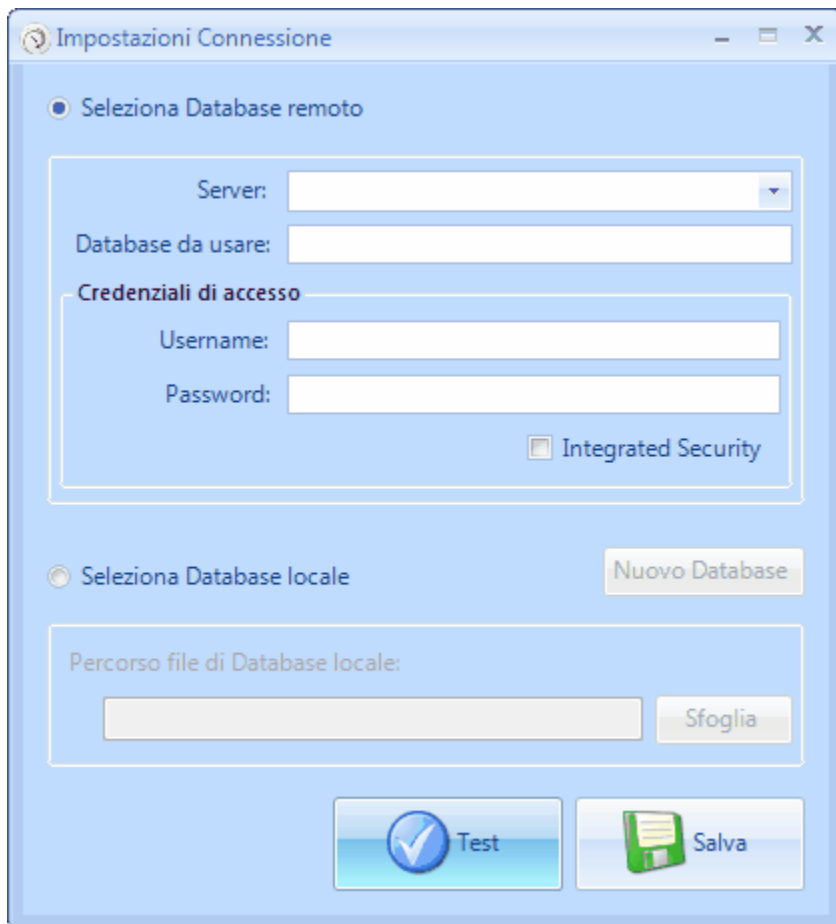 Impostazioni Connessione
Seleziona Database remoto
Server:
Database da usare:
Credenziali di accesso
Username:
Password:
Integrated Security
Seleziona Database locale
Nuovo Database
Percorso file di Database locale:
Sfoglia
Test
Salva